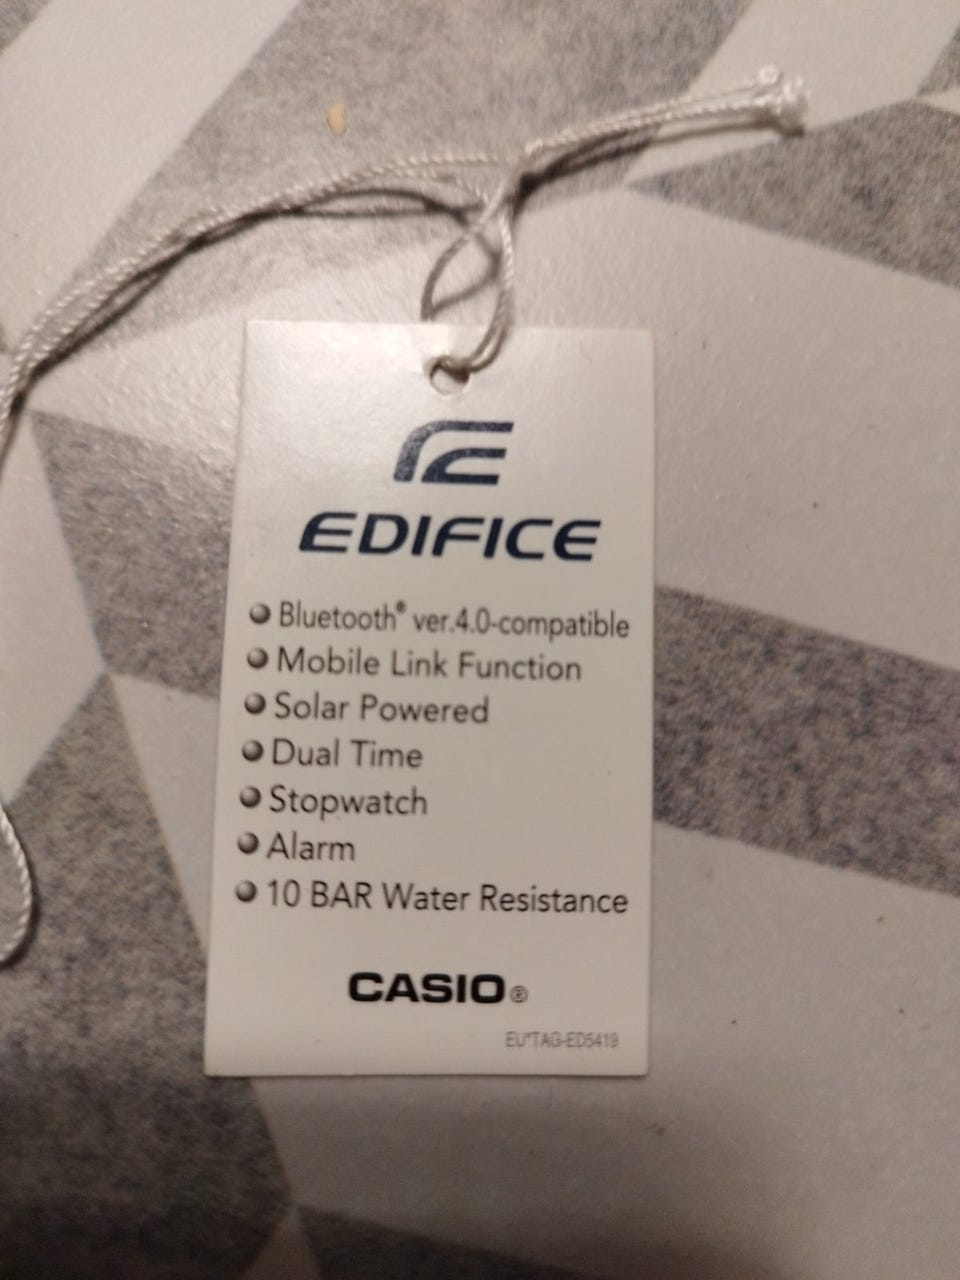 EDIFICE
Bluetooth® ver.4.0-compatible
Mobile Link Function
Solar Powered
Dual Time
Stopwatch
Alarm
10 BAR Water Resistance
CASIO®
EU*TAG-ED5419